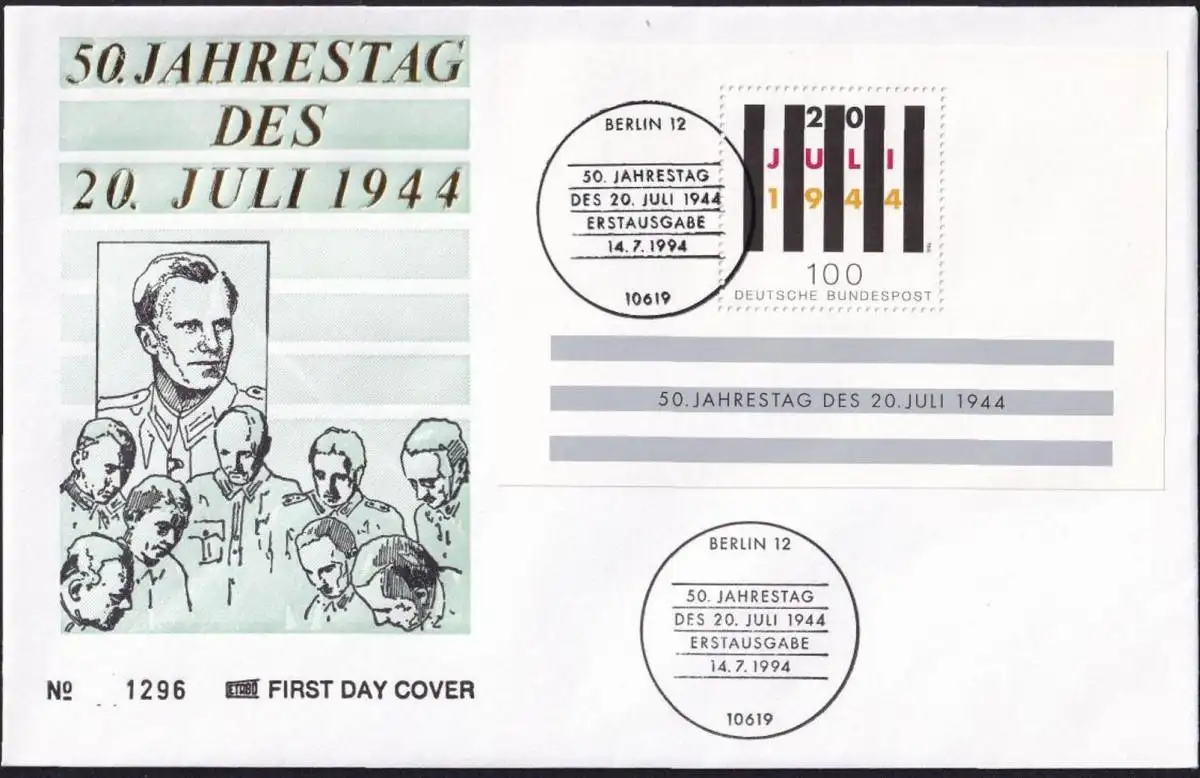 50. JAHRESTAG
DES
20. JULI 1944
BERLIN 12
50. JAHRESTAG
DES 20. JULI 1944
ERSTAUSGABE
14.7.1994
10619
20
JULI
1944
100
DEUTSCHE BUNDESPOST
50. JAHRESTAG DES 20. JULI 1944
BERLIN 12
50. JAHRESTAG
DES 20. JULI 1944
ERSTAUSGABE
14.7.1994
10619
Nº 1296 ETABÖ FIRST DAY COVER